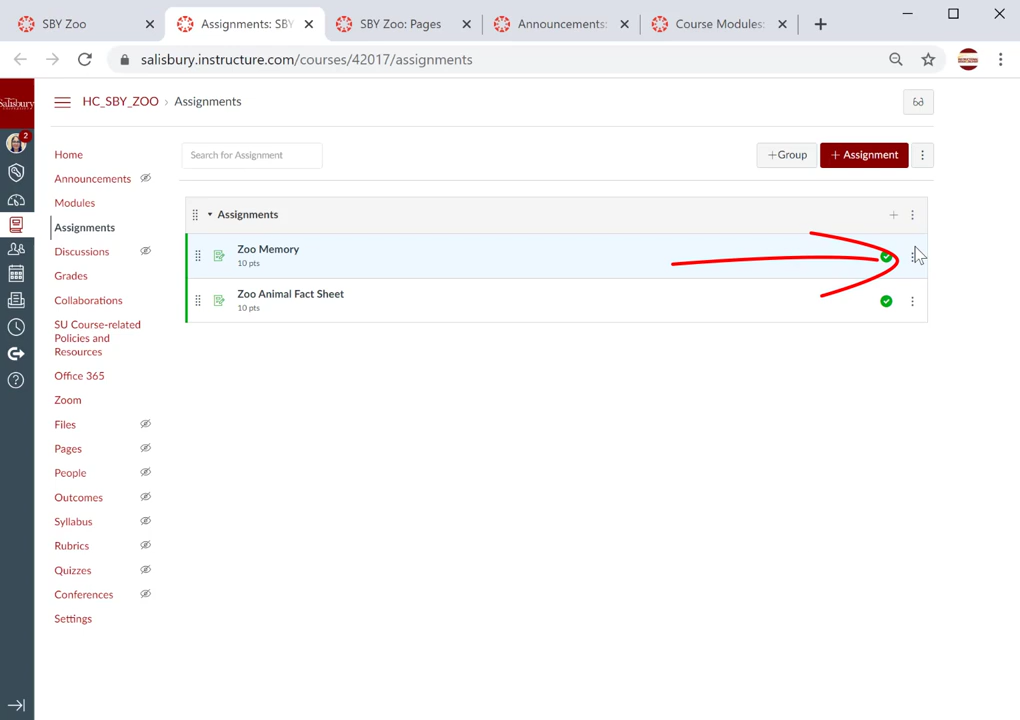 SBY Zoo
Assignments: SBY
SBY Zoo: Pages
Announcements:
Course Modules:
salisbury.instructure.com/courses/42017/assignments
Salisbury
HC_SBY_ZOO › Assignments
2
Home
Announcements
Modules
Assignments
Discussions
Grades
Collaborations
SU Course-related
Policies and
Resources
Office 365
Zoom
Files
Pages
People
Outcomes
Syllabus
Rubrics
Quizzes
Conferences
Settings
Search for Assignment
+Group
+ Assignment
Assignments
Zoo Memory
10 pts
Zoo Animal Fact Sheet
10 pts